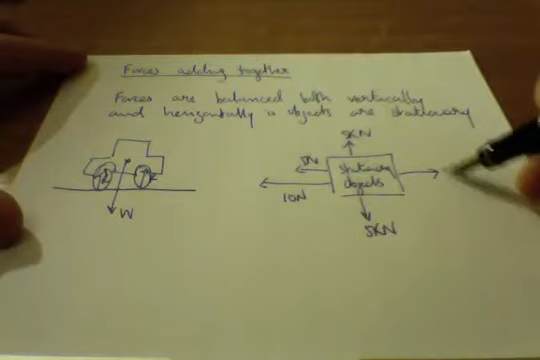 Forces adding together
Forces are balanced both vertically
and horizontally is objects are stationary
5KN
5N
stationary
objects
10N
W
5KN